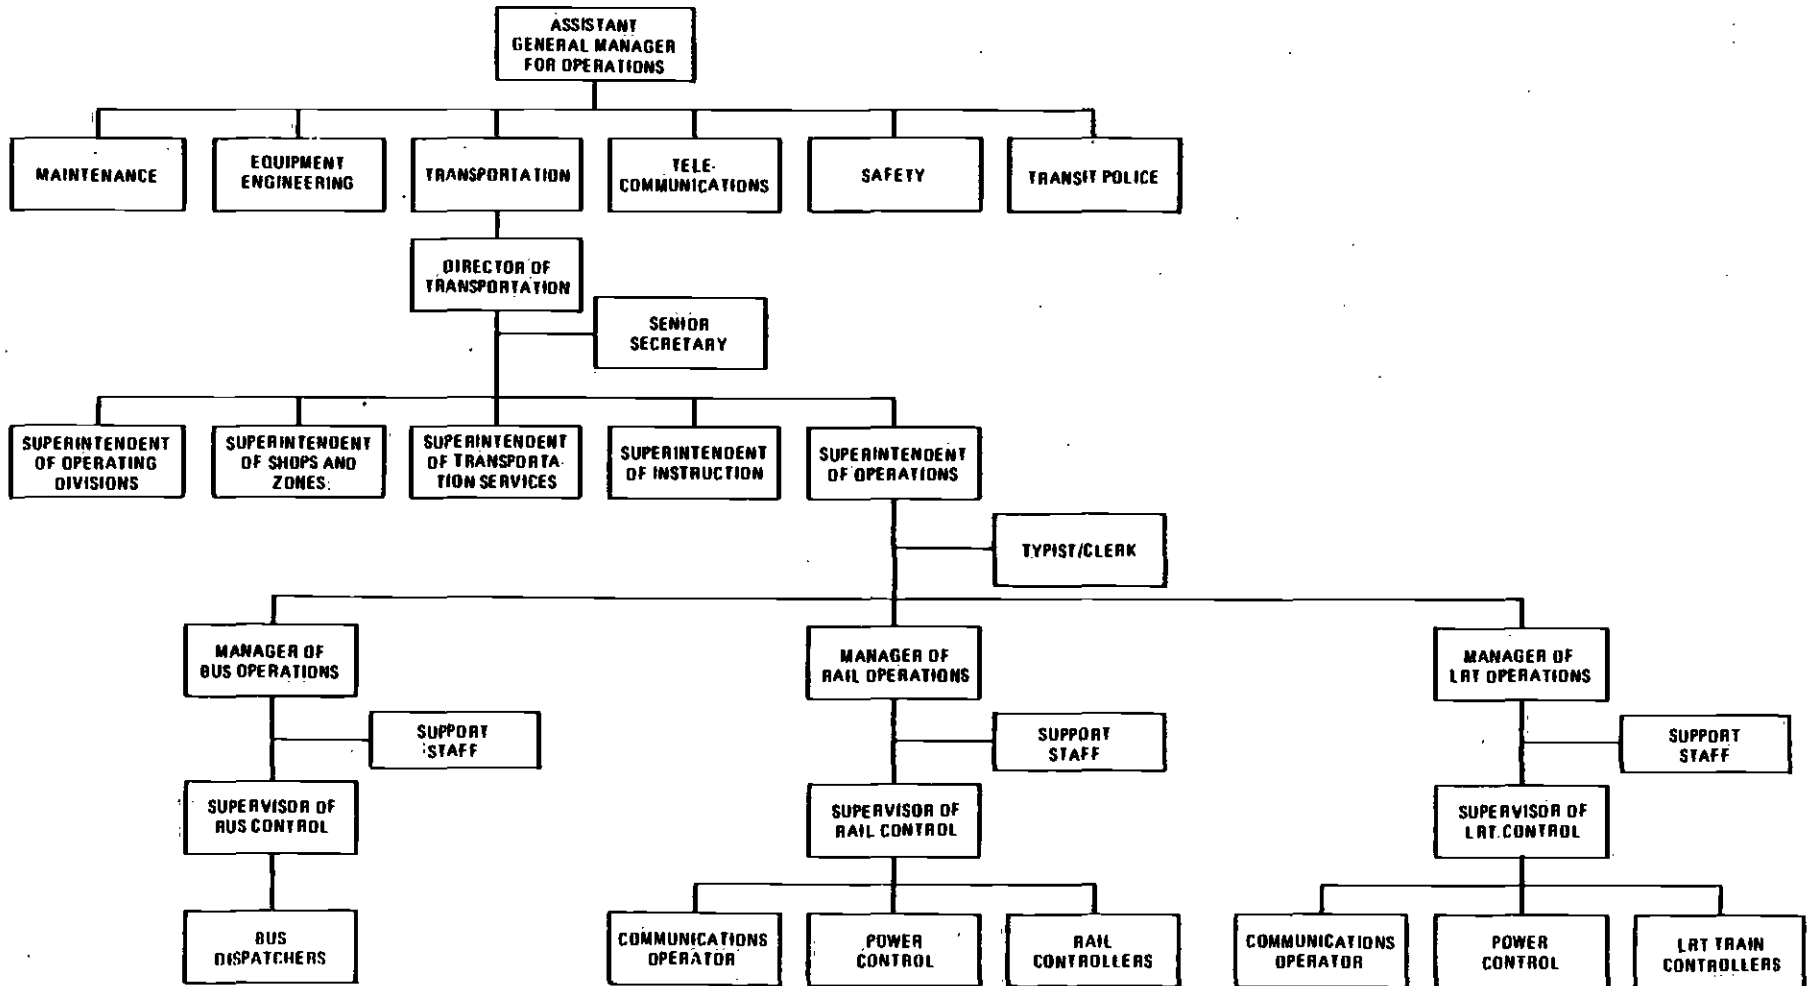 ASSISTANT
GENERAL MANAGER
FOR OPERATIONS
MAINTENANCE
EQUIPMENT
ENGINEERING
TRANSPORTATION
TELE-
COMMUNICATIONS
SAFETY
TRANSIT POLICE
DIRECTOR OF
TRANSPORTATION
SENIOR
SECRETARY
SUPERINTENDENT
OF OPERATING
DIVISIONS
SUPERINTENDENT
OF SHOPS AND
ZONES
SUPERINTENDENT
OF TRANSPORTA-
TION SERVICES
SUPERINTENDENT
OF INSTRUCTION
SUPERINTENDENT
OF OPERATIONS
TYPIST/CLERK
MANAGER OF
BUS OPERATIONS
MANAGER OF
RAIL OPERATIONS
MANAGER OF
LRT OPERATIONS
SUPPORT
STAFF
SUPPORT
STAFF
SUPPORT
STAFF
SUPERVISOR OF
BUS CONTROL
SUPERVISOR OF
RAIL CONTROL
SUPERVISOR OF
LRT CONTROL
BUS
DISPATCHERS
COMMUNICATIONS
OPERATOR
POWER
CONTROL
RAIL
CONTROLLERS
COMMUNICATIONS
OPERATOR
POWER
CONTROL
LRT TRAIN
CONTROLLERS